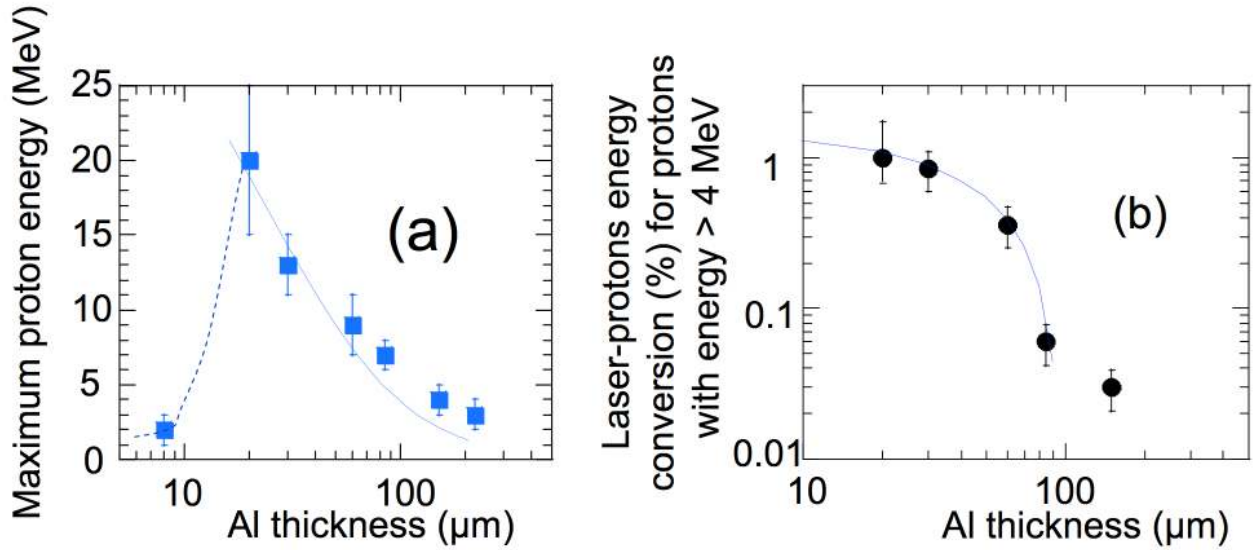 Maximum proton energy (MeV)
25
20
15
10
5
0
10
100
Al thickness (µm)
(a)
Laser-protons energy
conversion (%) for protons
with energy > 4 MeV
1
0.1
0.01
10
100
Al thickness (µm)
(b)